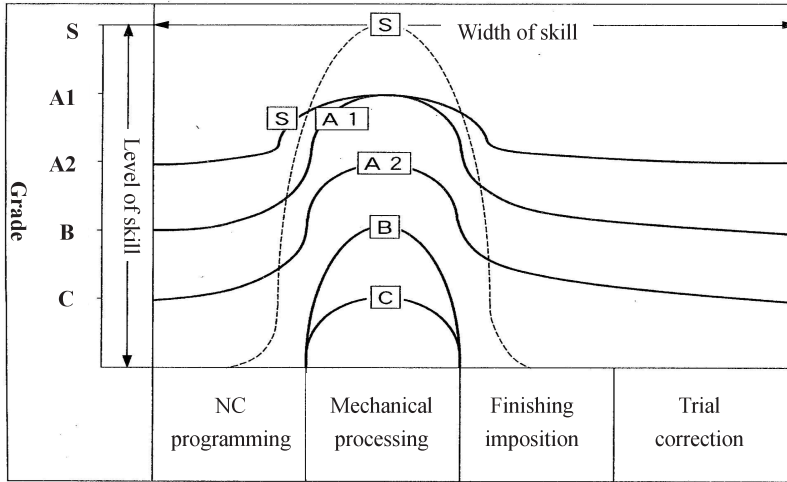 S
Width of skill
S
A1
S
A 1
A2
A 2
Level of skill
Grade
B
B
C
C
NC
programming
Mechanical
processing
Finishing
imposition
Trial
correction